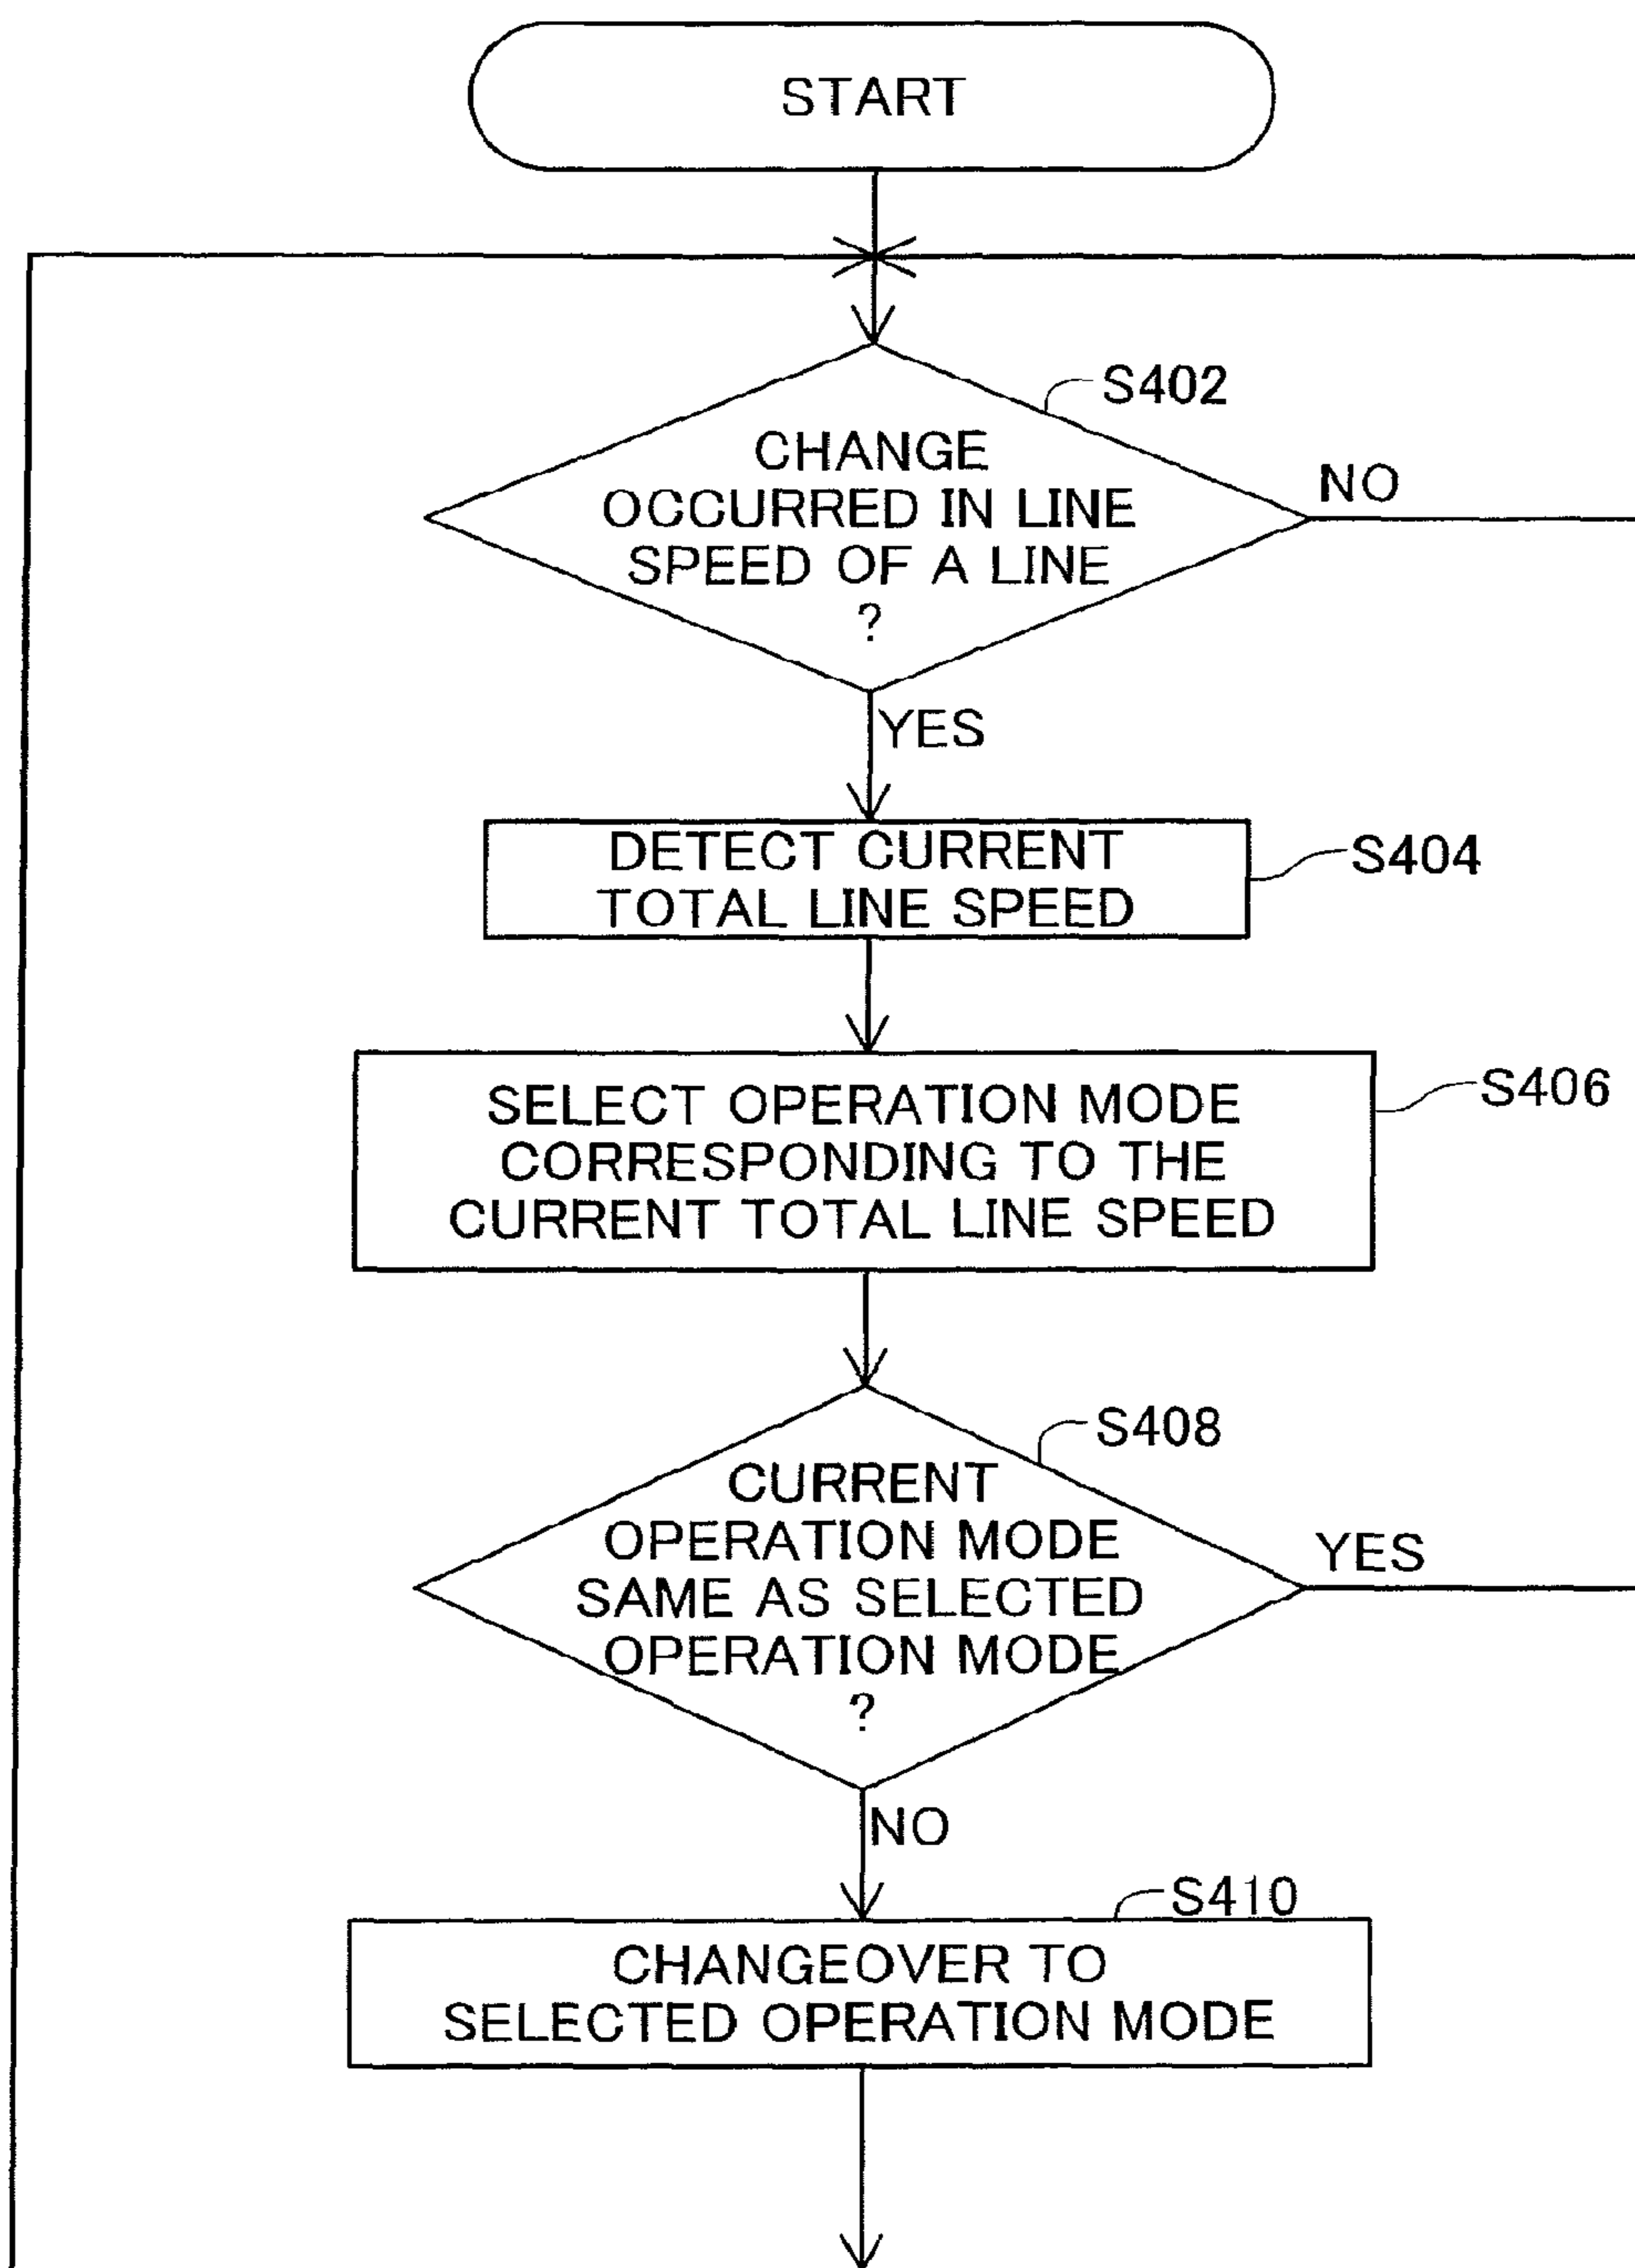 START
S402
CHANGE
OCCURRED IN LINE
SPEED OF A LINE
?
NO
YES
DETECT CURRENT
TOTAL LINE SPEED
S404
SELECT OPERATION MODE
CORRESPONDING TO THE
CURRENT TOTAL LINE SPEED
S406
S408
CURRENT
OPERATION MODE
SAME AS SELECTED
OPERATION MODE
?
YES
NO
S410
CHANGEOVER TO
SELECTED OPERATION MODE